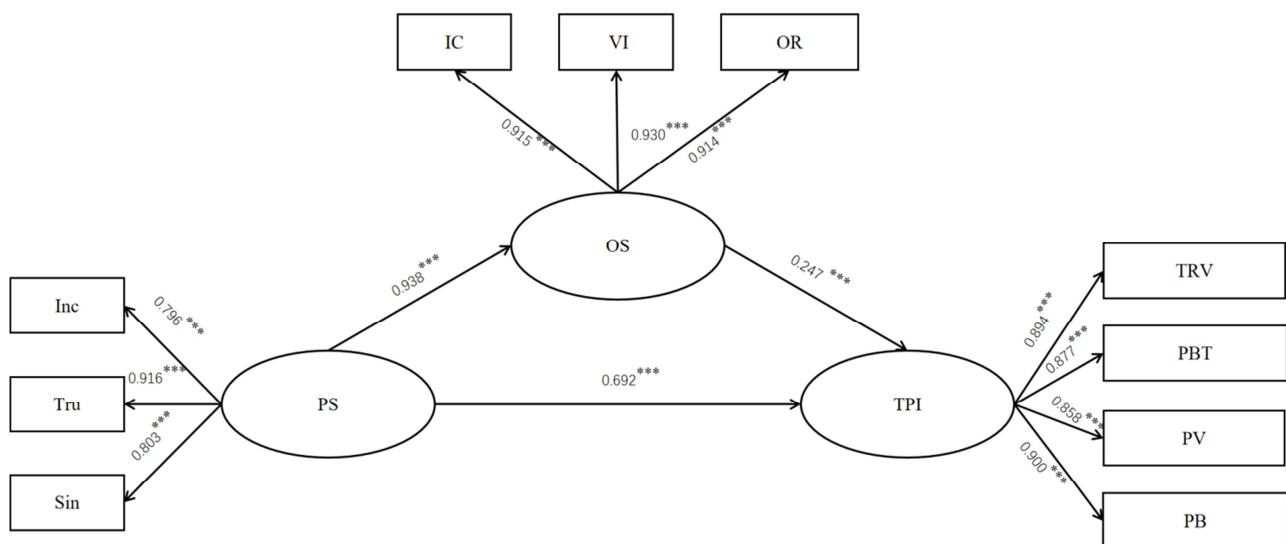 IC
VI
OR
0.915 ***
0.930 ***
0.914 ***
OS
0.938 ***
0.247 ***
Inc
Tru
Sin
0.796 ***
0.916 ***
0.803 ***
PS
0.692 ***
TPI
0.894 ***
0.877 ***
0.858 ***
0.900 ***
TRV
PBT
PV
PB